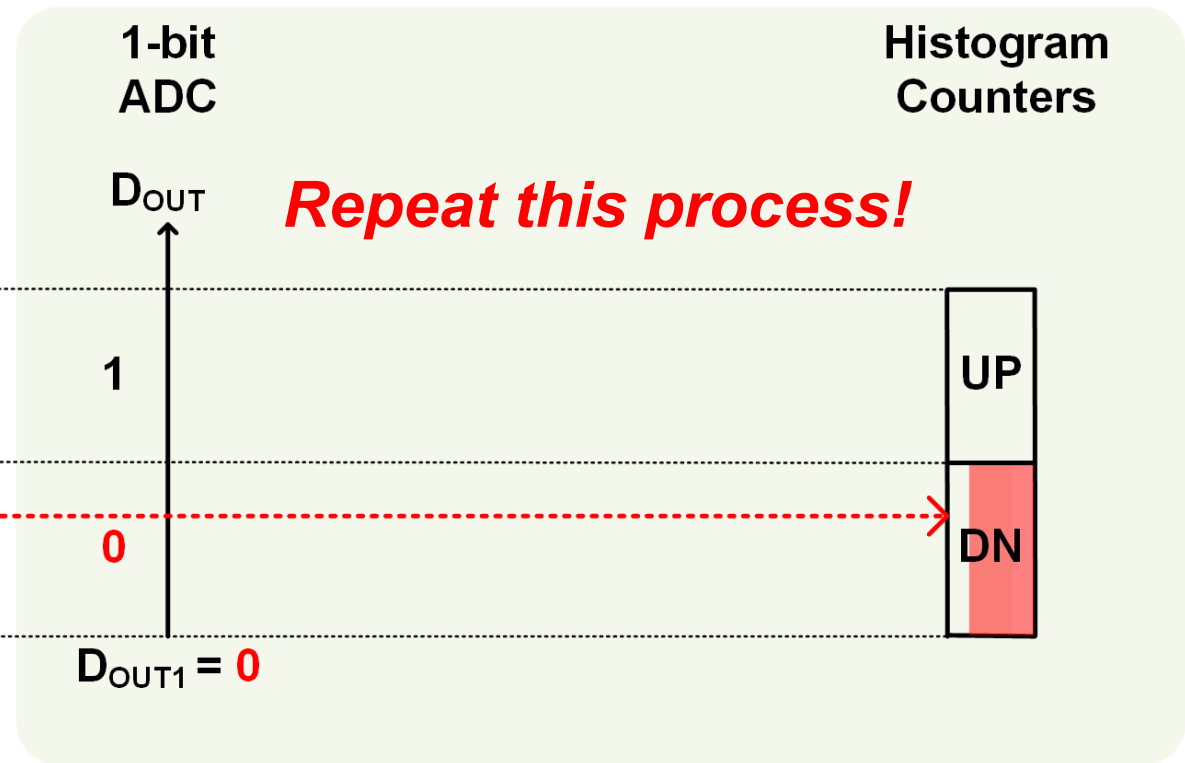 1-bit
ADC
Histogram
Counters
DOUT
Repeat this process!
1
UP
0
DN
DOUT1 = 0